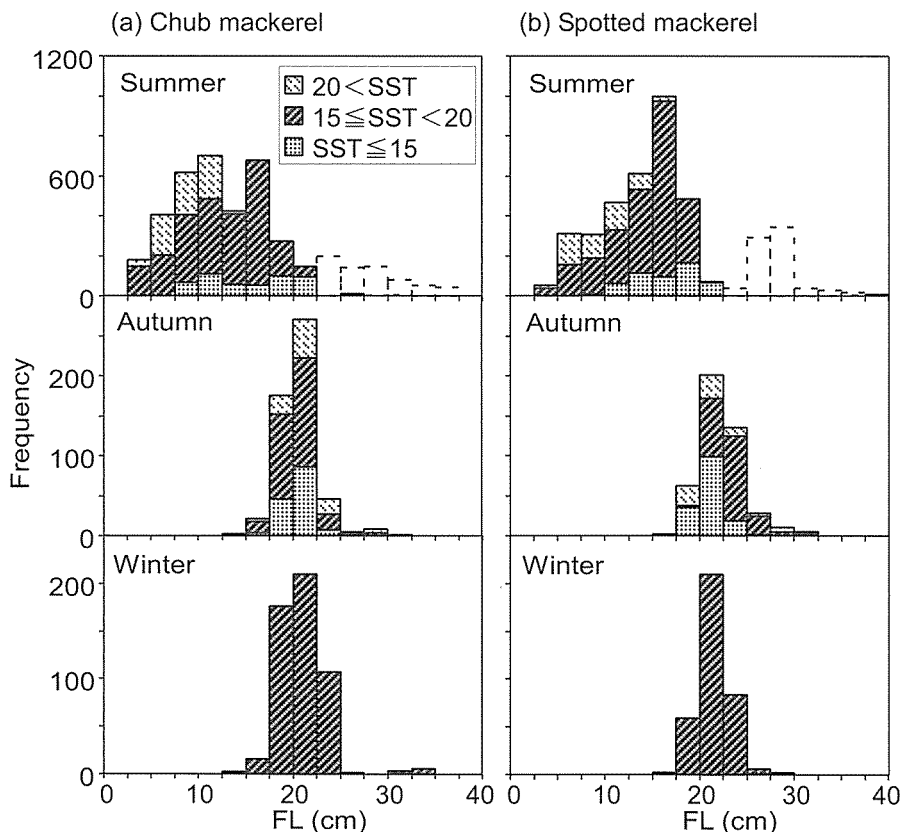 (a) Chub mackerel
(b) Spotted mackerel
1200
600
0
Summer
20<SST
15≦SST<20
SST≦15
Summer
200
100
0
Autumn
Autumn
Frequency
200
100
0
Winter
Winter
0 10 20 30 40
0 10 20 30 40
FL (cm)
FL (cm)